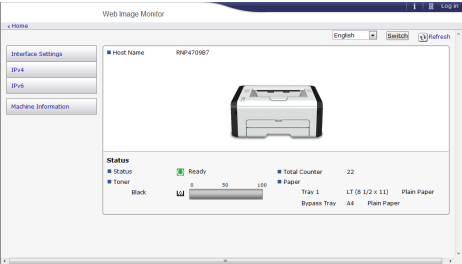 Web Image Monitor
Log in
Home
English Switch Refresh
Interface Settings
IPv4
IPv6
Machine Information
Host Name RNP4709B7
Status
Status Ready
Toner
0 50 100
Black
Total Counter 22
Paper
Tray 1 LT (8 1/2 x 11) Plain Paper
Bypass Tray A4 Plain Paper